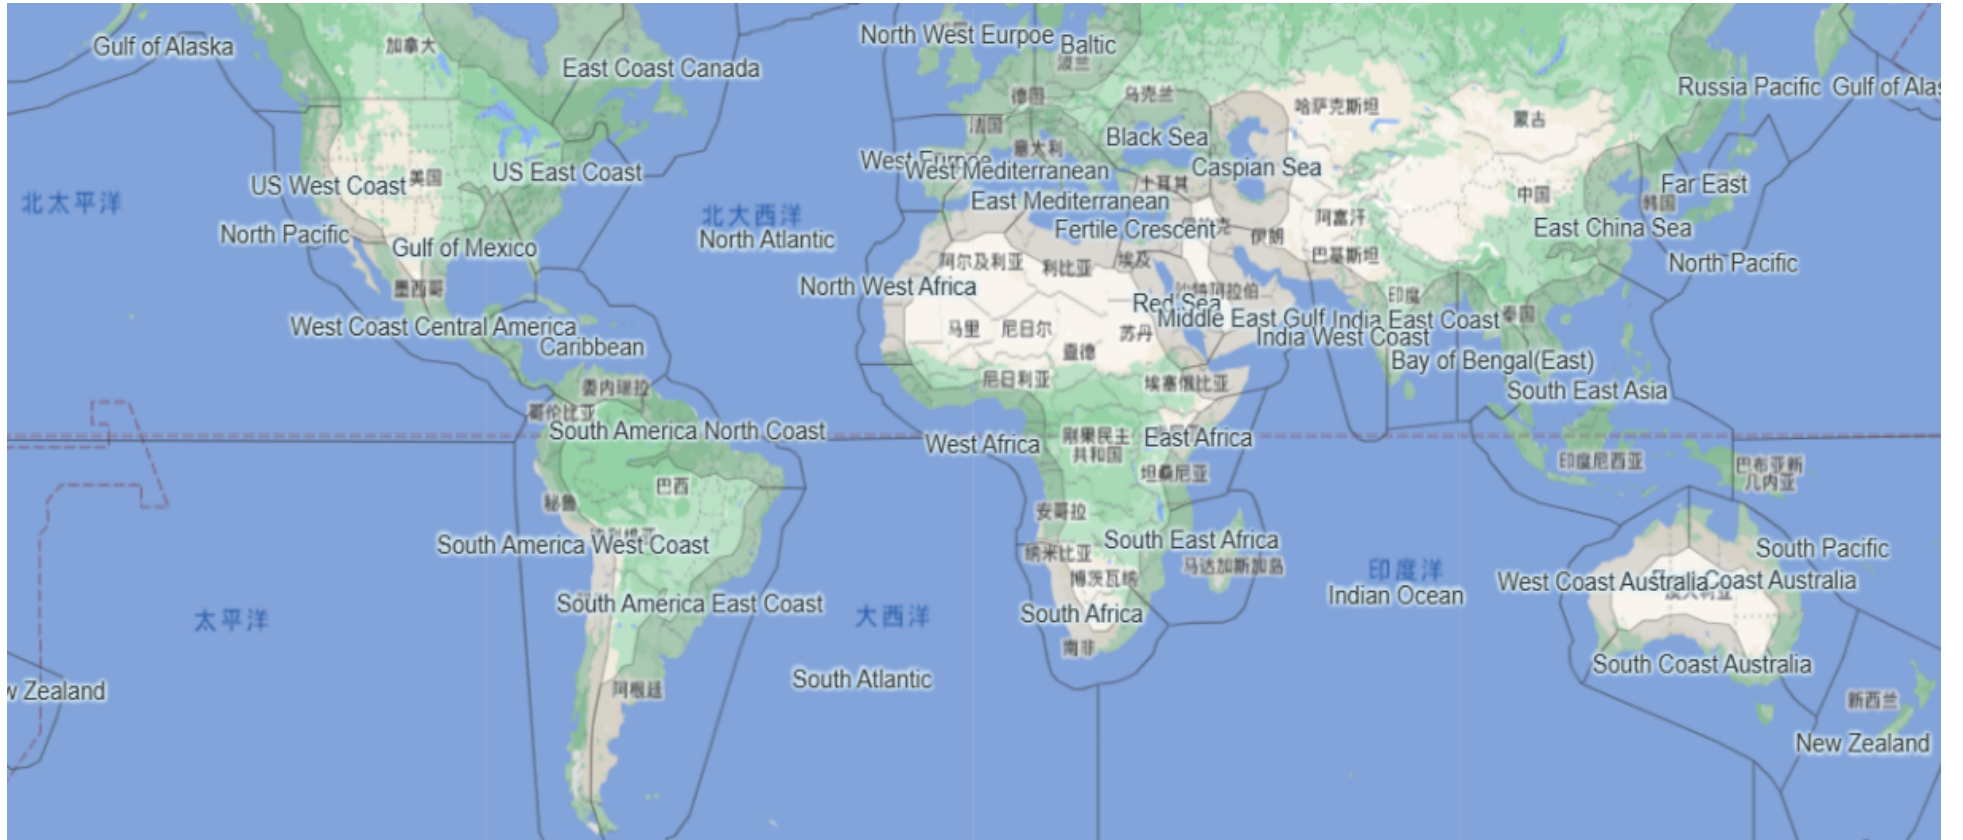 North West Eurpoe
Gulf of Alaska
加拿大
Baltic
波兰
East Coast Canada
Russia Pacific
Gulf of Alas
德国
乌克兰
哈萨克斯坦
蒙古
法国
Black Sea
意大利
West Eurpoe
West Mediterranean
Caspian Sea
US East Coast
US West Coast
美国
土耳其
中国
Far East
韩国
北太平洋
East Mediterranean
北大西洋
North Atlantic
阿富汗
Fertile Crescent
伊拉克
伊朗
East China Sea
North Pacific
Gulf of Mexico
巴基斯坦
North Pacific
阿尔及利亚
利比亚
埃及
墨西哥
North West Africa
沙特阿拉伯
印度
Red Sea
Middle East Gulf
India East Coast
泰国
West Coast Central America
马里
尼日尔
苏丹
India West Coast
Caribbean
乍得
Bay of Bengal(East)
委内瑞拉
尼日利亚
埃塞俄比亚
South East Asia
哥伦比亚
South America North Coast
West Africa
刚果民主
共和国
East Africa
印度尼西亚
巴布亚新
几内亚
坦桑尼亚
巴西
秘鲁
安哥拉
South America West Coast
South East Africa
South Pacific
纳米比亚
马达加斯加岛
印度洋
Indian Ocean
博茨瓦纳
West Coast Australia
Coast Australia
澳大利亚
South America East Coast
太平洋
大西洋
South Africa
南非
South Atlantic
South Coast Australia
w Zealand
阿根廷
新西兰
New Zealand